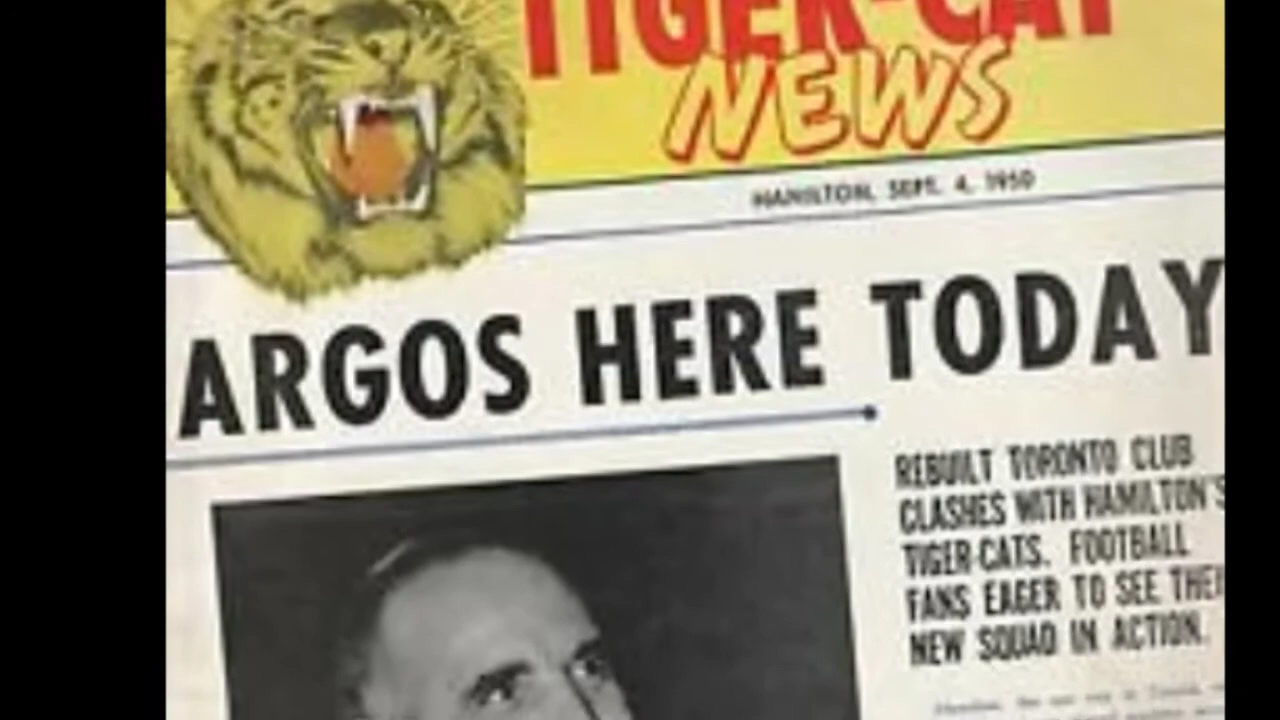 TIGER-CAT
NEWS
HAMILTON, SEPT. 4, 1950
ARGOS HERE TODAY
REBUILT TORONTO CLUB
CLASHES WITH HAMILTON'S
TIGER-CATS. FOOTBALL
FANS EAGER TO SEE THEI
NEW SQUAD IN ACTION.